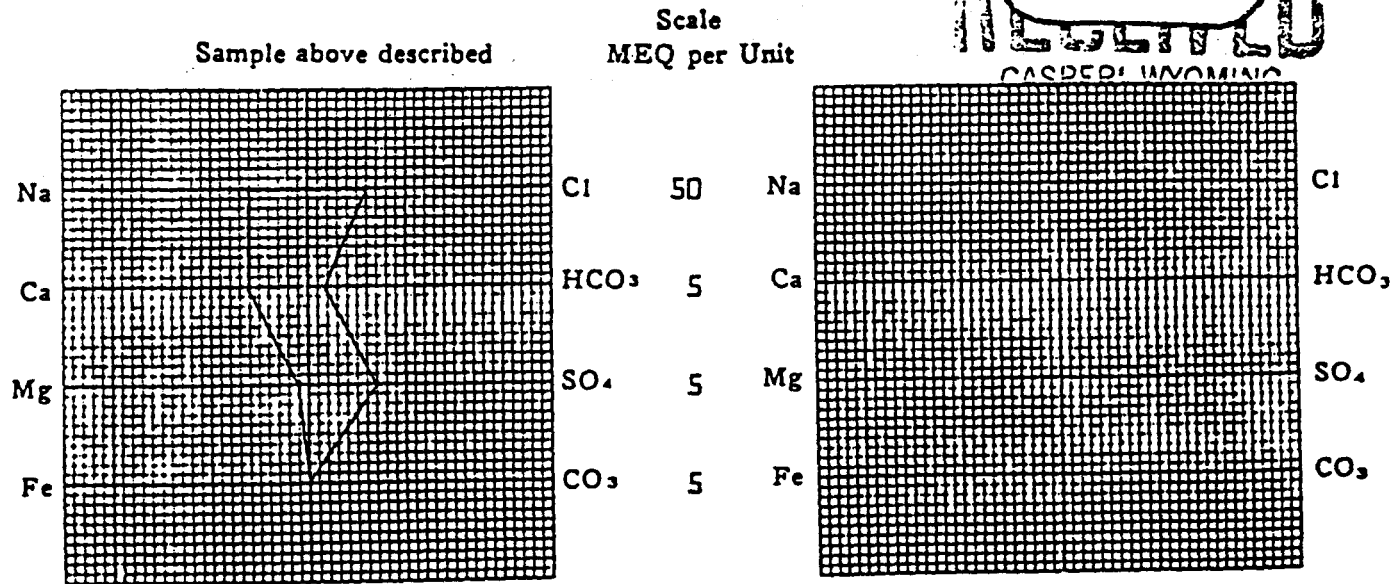 Scale
Sample above described MEQ per Unit
CASPER, WYOMING
Na Cl 50 Na Cl
Ca HCO₃ 5 Ca HCO₃
Mg SO₄ 5 Mg SO₄
Fe CO₃ 5 Fe CO₃